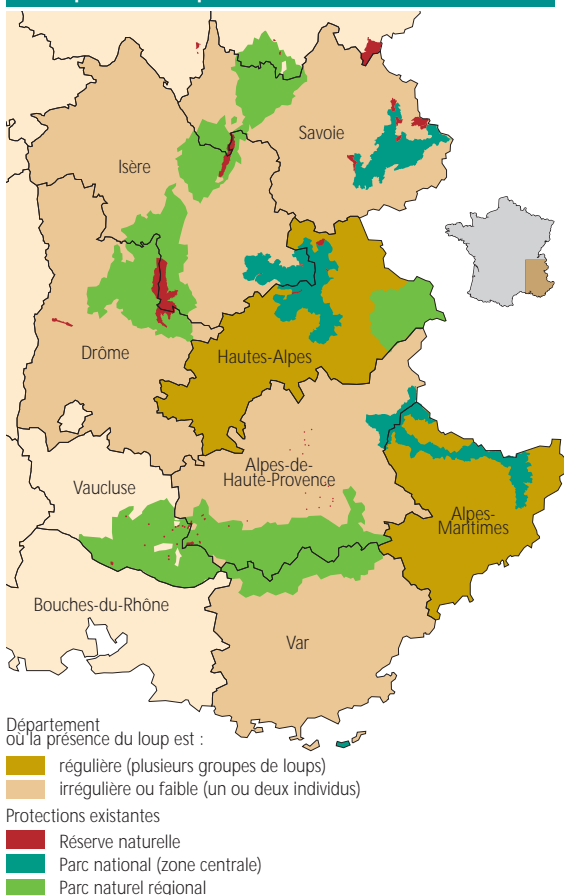 Savoie
Isère
Drôme
Hautes-Alpes
Alpes-de-
Haute-Provence
Vaucluse
Alpes-
Maritimes
Bouches-du-Rhône
Var
Département
où la présence du loup est :
régulière (plusieurs groupes de loups)
irrégulière ou faible (un ou deux individus)
Protections existantes
Réserve naturelle
Parc national (zone centrale)
Parc naturel régional